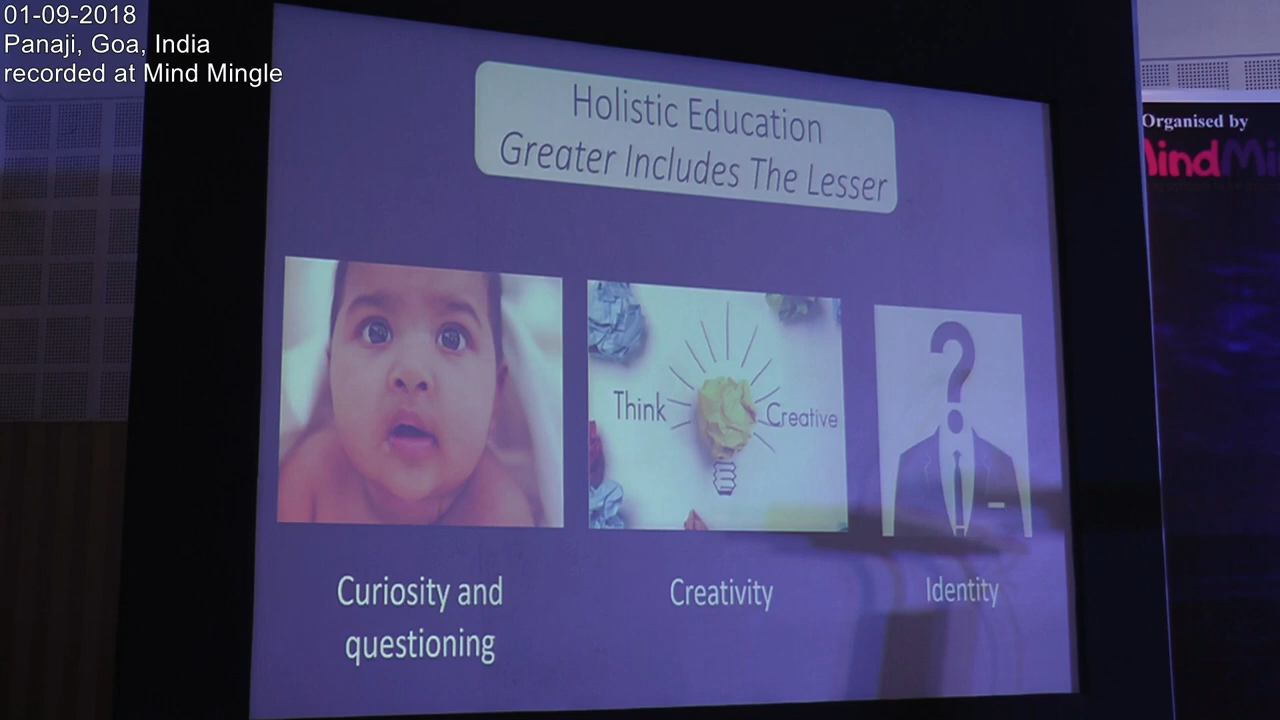 01-09-2018
Panaji, Goa, India
recorded at Mind Mingle
Holistic Education
Greater Includes The Lesser
Organised by
Think
Creative
?
Curiosity and
questioning
Creativity
Identity